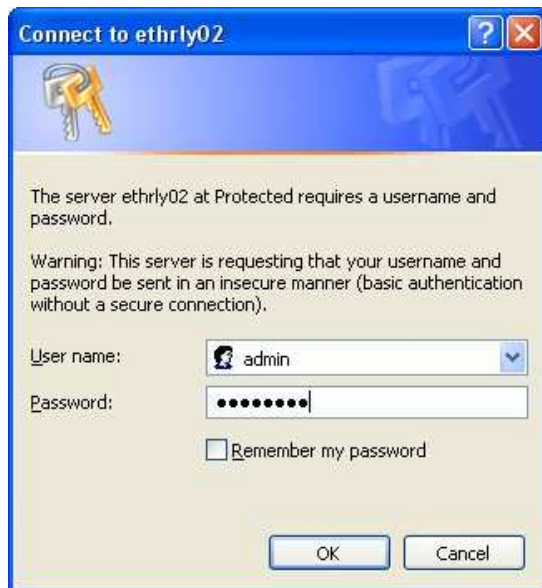 Connect to ethrly02
The server ethrly02 at Protected requires a username and
password.
Warning: This server is requesting that your username and
password be sent in an insecure manner (basic authentication
without a secure connection).
User name:
admin
Password:
••••••••
Remember my password
OK
Cancel